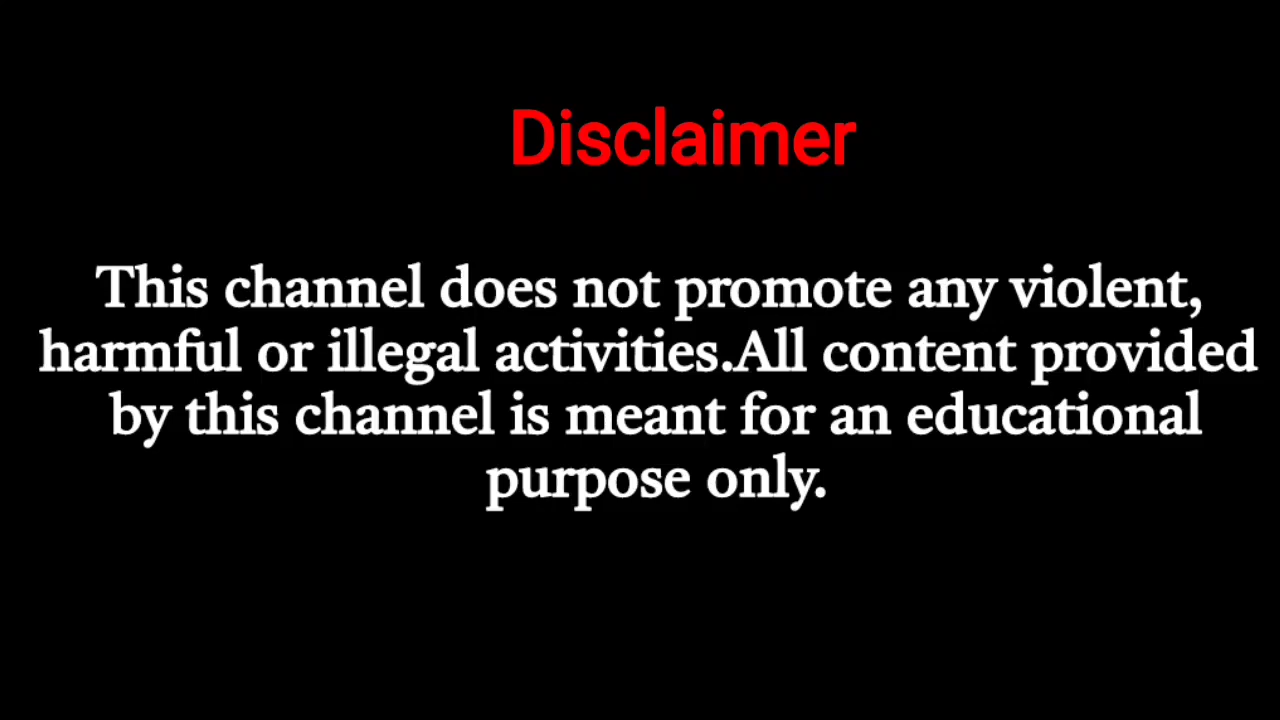 Disclaimer
This channel does not promote any violent,
harmful or illegal activities.All content provided
by this channel is meant for an educational
purpose only.